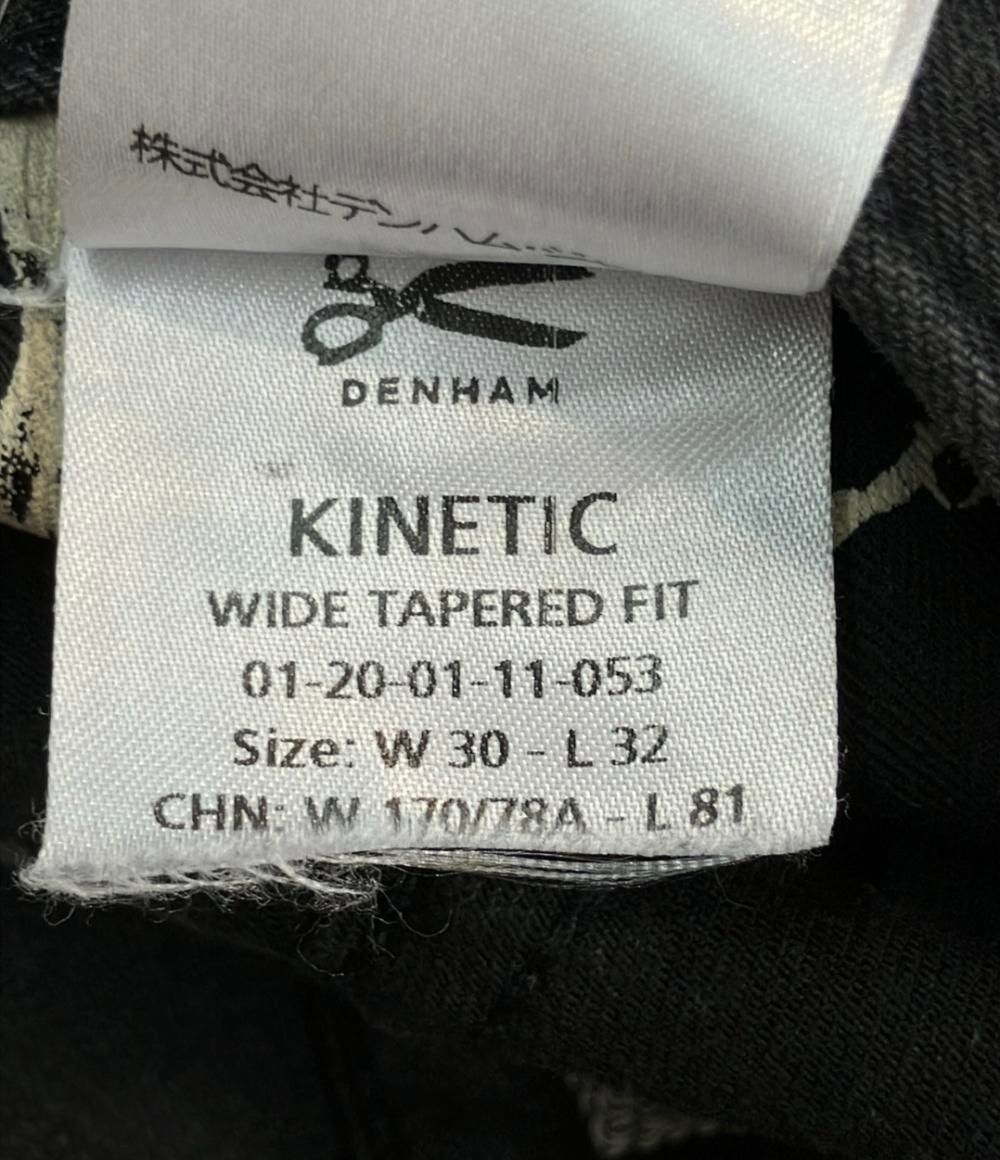 株式会社デンハム・
DENHAM
KINETIC
WIDE TAPERED FIT
01-20-01-11-053
Size: W 30 - L 32
CHN: W 170/78A - L 81